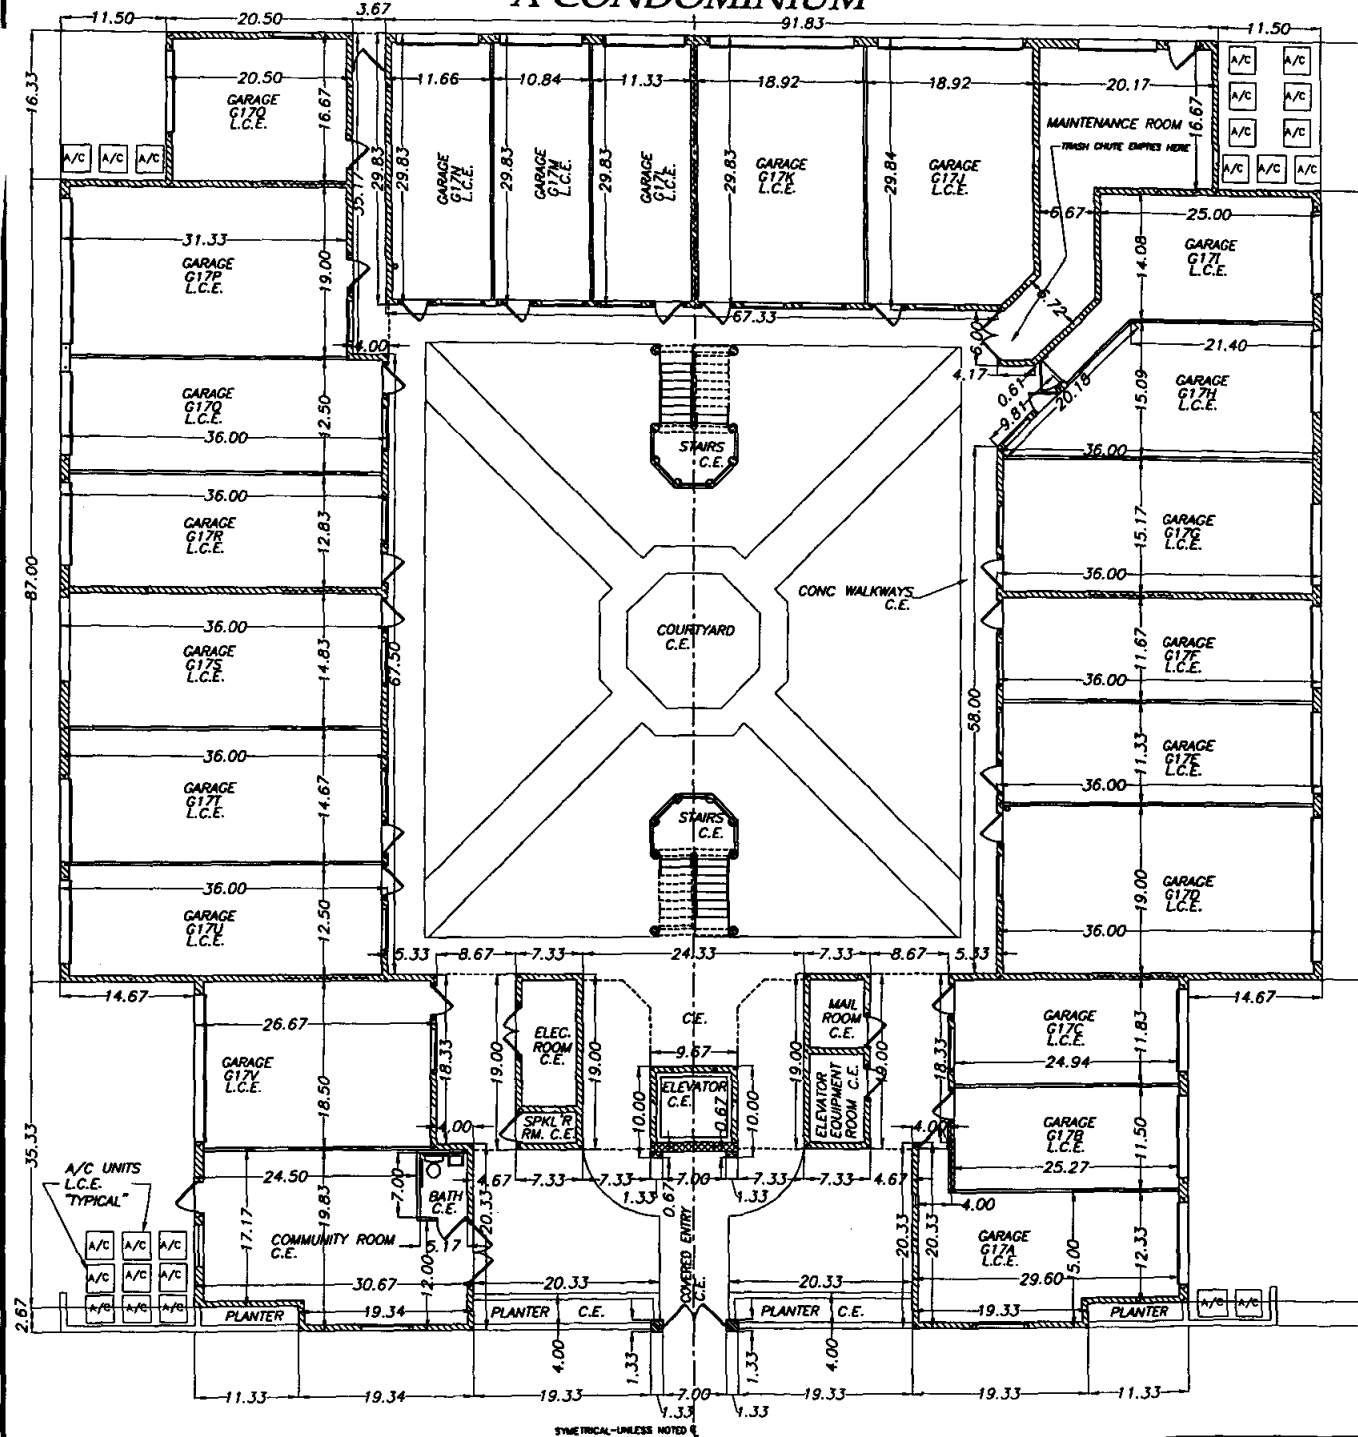 A CONDOMINIUM
11.50
20.50
3.67
91.83
11.50
16.33
20.50
16.67
GARAGE
G17Q
L.C.E.
11.66
10.84
11.33
18.92
18.92
20.17
16.67
A/C
A/C
A/C
A/C
A/C
A/C
A/C
A/C
A/C
A/C
A/C
MAINTENANCE ROOM
TRASH CHUTE EMPTIES HERE
35.17
29.83
29.83
GARAGE
G17N
L.C.E.
29.83
GARAGE
G17M
L.C.E.
29.83
GARAGE
G17L
L.C.E.
29.83
GARAGE
G17K
L.C.E.
29.84
GARAGE
G17J
L.C.E.
A/C
A/C
A/C
31.33
19.00
GARAGE
G17P
L.C.E.
6.67
25.00
14.08
GARAGE
G17I
L.C.E.
6.72
67.33
4.00
6.00
4.17
0.61
9.81
20.18
21.40
15.09
GARAGE
G17H
L.C.E.
36.00
GARAGE
G17Q
L.C.E.
36.00
12.50
STAIRS
C.E.
87.00
36.00
GARAGE
G17R
L.C.E.
12.83
GARAGE
G17G
L.C.E.
15.17
36.00
CONC WALKWAYS
C.E.
36.00
GARAGE
G17S
L.C.E.
14.83
67.50
COURTYARD
C.E.
58.00
GARAGE
G17F
L.C.E.
11.67
36.00
36.00
GARAGE
G17T
L.C.E.
14.67
GARAGE
G17E
L.C.E.
11.33
36.00
STAIRS
C.E.
36.00
GARAGE
G17U
L.C.E.
12.50
GARAGE
G17D
L.C.E.
19.00
36.00
5.33
8.67
7.33
24.33
7.33
8.67
5.33
14.67
14.67
26.67
GARAGE
G17V
L.C.E.
18.50
18.33
19.00
ELEC.
ROOM
C.E.
19.00
C.E.
9.67
ELEVATOR
C.E.
10.00
0.67
10.00
19.00
MAIL
ROOM
C.E.
ELEVATOR
EQUIPMENT
ROOM C.E.
19.00
18.33
GARAGE
G17C
L.C.E.
24.94
11.83
SPKL'R
RM. C.E.
GARAGE
G17B
L.C.E.
25.27
11.50
35.33
4.00
4.00
4.00
A/C UNITS
L.C.E.
"TYPICAL"
24.50
7.00
BATH
C.E.
4.67
7.33
7.33
7.00
7.33
7.33
4.67
1.33
0.67
1.33
17.17
19.83
COMMUNITY ROOM
C.E.
5.17
12.00
20.33
30.67
20.33
COVERED ENTRY
C.E.
20.33
20.33
20.33
GARAGE
G17A
L.C.E.
29.60
5.00
12.33
A/C
A/C
A/C
A/C
A/C
A/C
A/C
A/C
A/C
A/C
A/C
2.67
PLANTER
19.34
PLANTER C.E.
PLANTER C.E.
19.33
PLANTER
4.00
1.33
1.33
4.00
11.33
19.34
19.33
7.00
19.33
19.33
11.33
1.33
1.33
SYMETRICAL-UNLESS NOTED